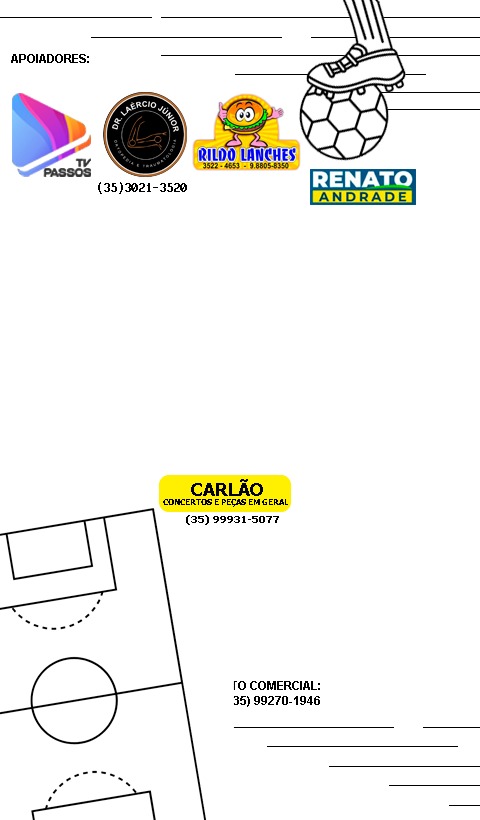 APOIADORES:
TV
PASSOS
DR. LAÉRCIO JÚNIOR
ORTOPEDIA E TRAUMATOLOGIA
(35)3021-3520
RILDO LANCHES
3522 - 4653 - 9.8805-8350
RENATO
ANDRADE
CARLÃO
CONCERTOS E PEÇAS EM GERAL
(35) 99931-5077
TO COMERCIAL:
35) 99270-1946